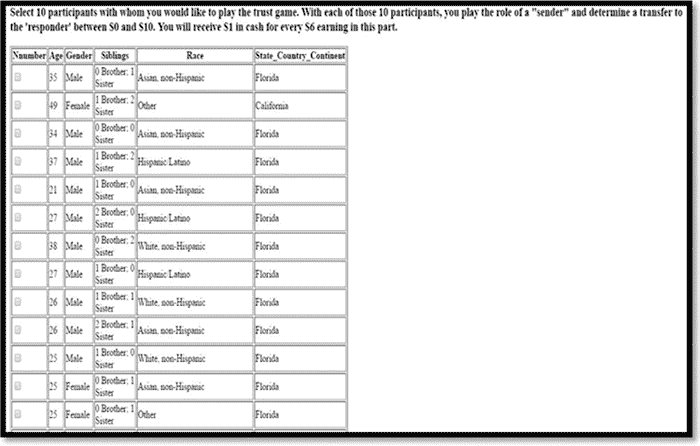 Select 10 participants with whom you would like to play the trust game. With each of those 10 participants, you play the role of a "sender" and determine a transfer to
the 'responder' between $0 and $10. You will receive $1 in cash for every $6 earning in this part.
Nnumber Age Gender Siblings Race State_Country_Continent
35 Male 0 Brother; 1 Sister Asian, non-Hispanic Florida
49 Female 1 Brother; 2 Sister Other California
34 Male 0 Brother; 0 Sister Asian, non-Hispanic Florida
37 Male 1 Brother; 2 Sister Hispanic/Latino Florida
21 Male 1 Brother; 0 Sister Asian, non-Hispanic Florida
27 Male 2 Brother; 0 Sister Hispanic/Latino Florida
38 Male 0 Brother; 2 Sister White, non-Hispanic Florida
27 Male 1 Brother; 0 Sister Hispanic/Latino Florida
26 Male 1 Brother; 1 Sister White, non-Hispanic Florida
26 Male 2 Brother; 1 Sister Asian, non-Hispanic Florida
25 Male 1 Brother; 0 Sister White, non-Hispanic Florida
25 Female 0 Brother; 1 Sister Asian, non-Hispanic Florida
25 Female 0 Brother; 1 Sister Other Florida